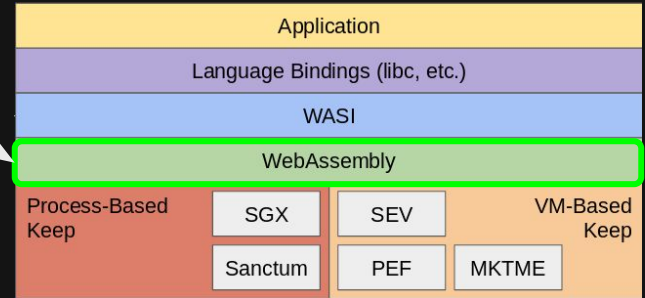 Application
Language Bindings (libc, etc.)
WASI
WebAssembly
Process-Based
Keep
SGX
Sanctum
SEV
VM-Based
Keep
PEF
MKTME